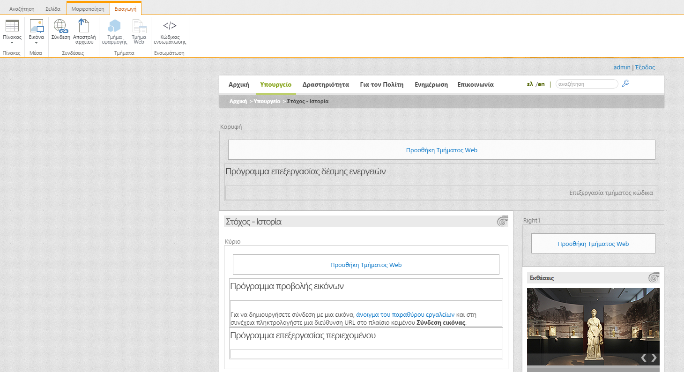 Αναζήτηση Σελίδα Μορφοποίηση Εισαγωγή
Πίνακας Εικόνα Σύνδεση Αποστολή αρχείου Τμήμα εφαρμογής Τμήμα Web Κώδικας ενσωμάτωσης
Πίνακες Μέσα Συνδέσεις Τμήματα Ενσωμάτωση
admin | Έξοδος
Αρχική Υπουργείο Δραστηριότητα Για τον Πολίτη Ενημέρωση Επικοινωνία ελ /en | αναζήτηση
Αρχική > Υπουργείο > Στόχος - Ιστορία
Κορυφή
Προσθήκη Τμήματος Web
Πρόγραμμα επεξεργασίας δέσμης ενεργειών
Επεξεργασία τμήματος κώδικα
Στόχος - Ιστορία
Right1
Κύριο
Προσθήκη Τμήματος Web
Προσθήκη Τμήματος Web
Εκθέσεις
Πρόγραμμα προβολής εικόνων
Για να δημιουργήσετε σύνδεση με μια εικόνα, άνοιγμα του παραθύρου εργαλείων και στη
συνέχεια πληκτρολογήστε μια διεύθυνση URL στο πλαίσιο κειμένου Σύνδεση εικόνας.
Πρόγραμμα επεξεργασίας περιεχομένου